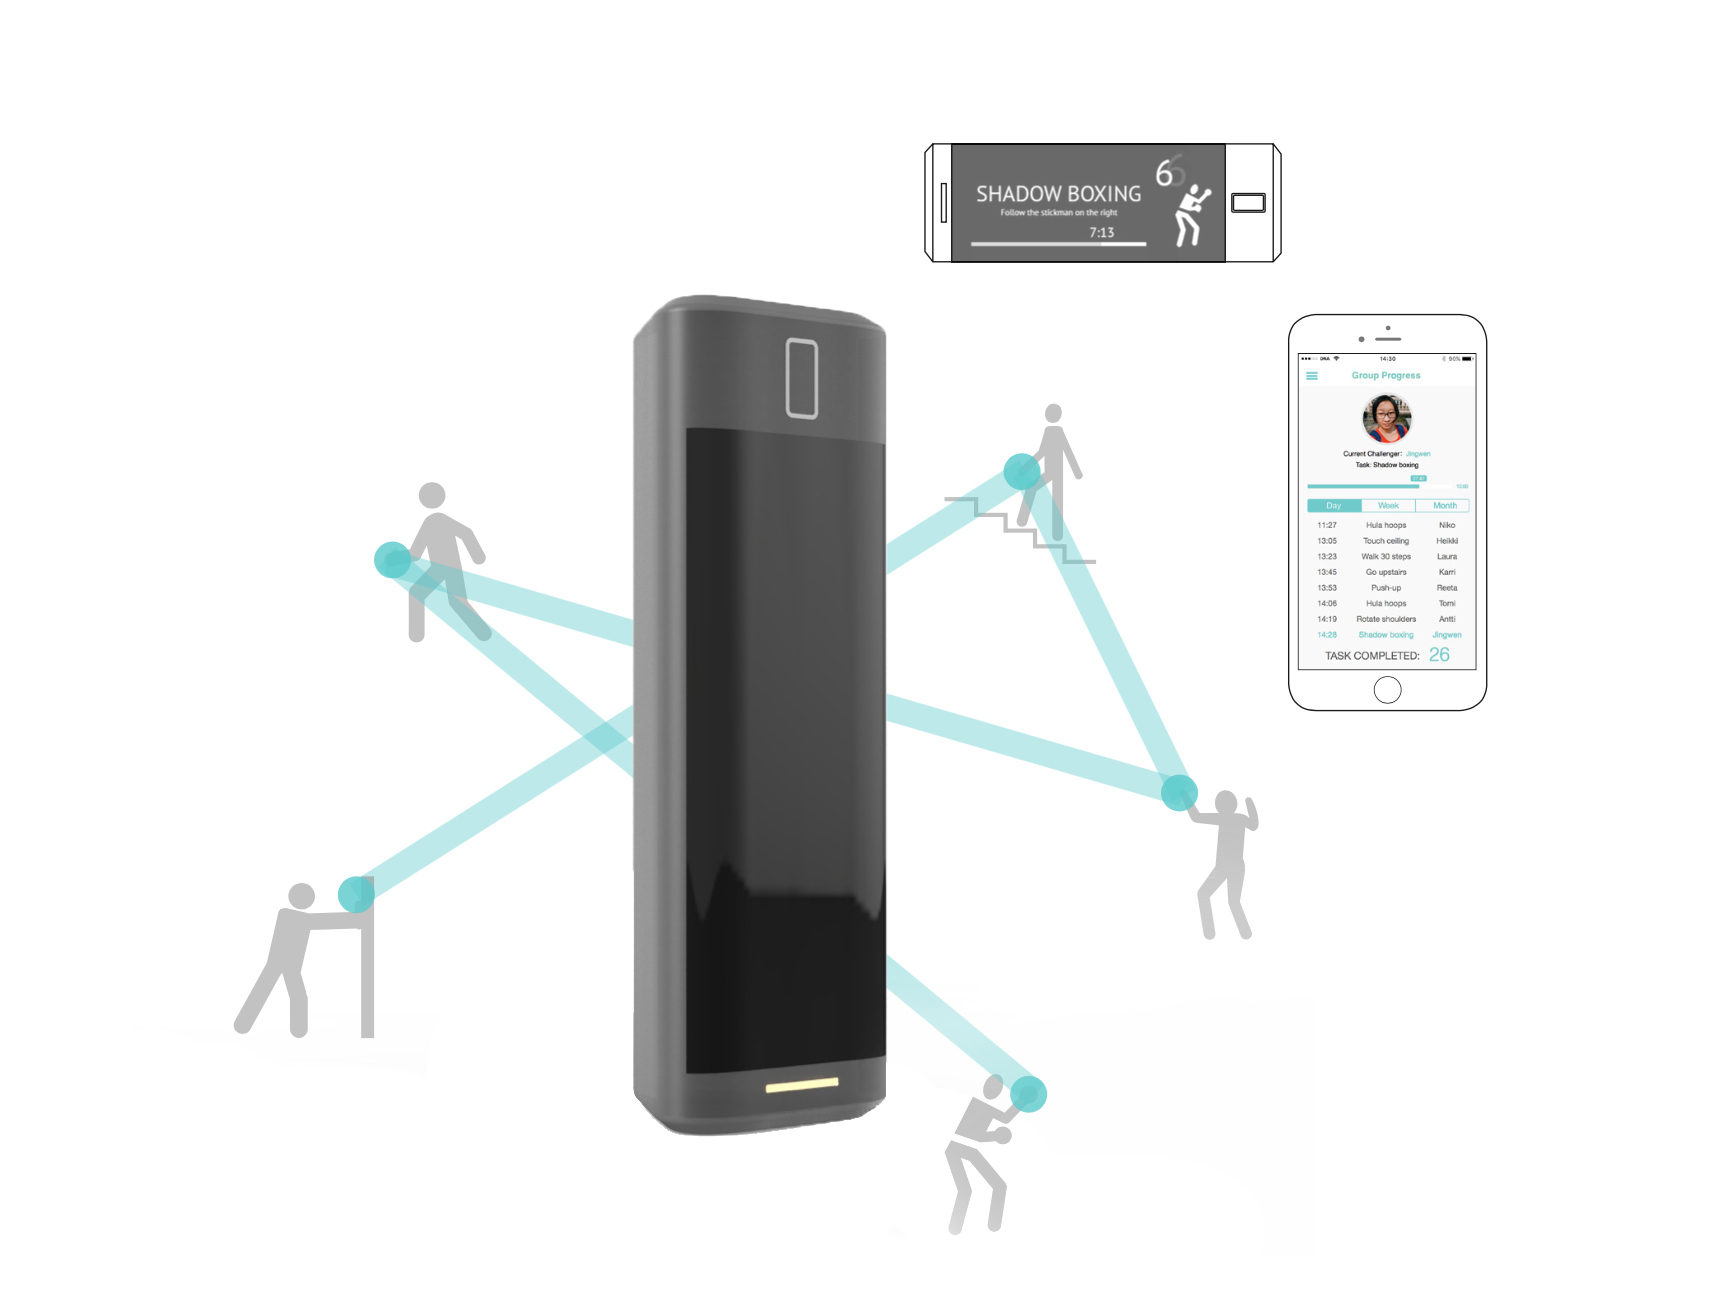 66
SHADOW BOXING
Follow the stickman on the right
7:13
DNA 14:30 90%
Group Progress
Current Challenger: Jingwen
Task: Shadow boxing
Day Week Month
11:27 Hula hoops Niko
13:05 Touch ceiling Heikki
13:23 Walk 30 steps Laura
13:45 Go upstairs Karri
13:53 Push-up Reeta
14:06 Hula hoops Tomi
14:19 Rotate shoulders Antti
14:28 Shadow boxing Jingwen
TASK COMPLETED: 26